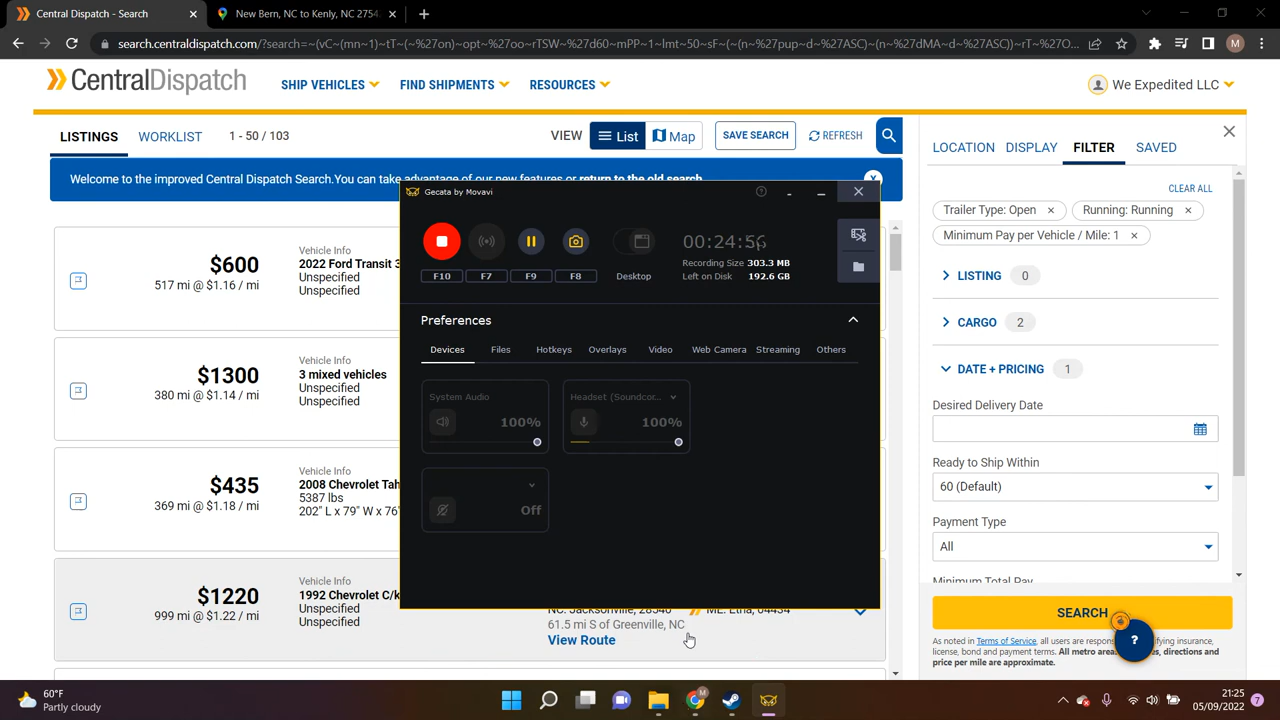 Central Dispatch - Search
New Bern, NC to Kenly, NC 2754
search.centraldispatch.com/?search=~(vC~(mn~1)~tT~(~%27on)~opt~oo~rTSW~%27d60~mPP~1~lmt~50~sF~(~(n~%27pup~d~%27ASC)~(n~%27dMA~d~%27ASC))~rT~%27O...
M
CentralDispatch
SHIP VEHICLES
FIND SHIPMENTS
RESOURCES
We Expedited LLC
LISTINGS
WORKLIST
1 - 50 / 103
VIEW
List
Map
SAVE SEARCH
REFRESH
Welcome to the improved Central Dispatch Search.You can take advantage of our new features or return to the old search.
X
$600
517 mi @ $1.16 / mi
Vehicle Info
2022 Ford Transit 3
Unspecified
Unspecified
$1300
380 mi @ $1.14 / mi
Vehicle Info
3 mixed vehicles
Unspecified
Unspecified
$435
369 mi @ $1.18 / mi
Vehicle Info
2008 Chevrolet Tah
5387 lbs
202" L x 79" W x 76"
$1220
999 mi @ $1.22 / mi
Vehicle Info
1992 Chevrolet C/k
Unspecified
Unspecified
NC: Jacksonville, 28540
ME: Etna, 04434
61.5 mi S of Greenville, NC
View Route
Gecata by Movavi
00:24:56
Recording Size 303.3 MB
Left on Disk 192.6 GB
F10
F7
F9
F8
Desktop
Preferences
Devices
Files
Hotkeys
Overlays
Video
Web Camera
Streaming
Others
System Audio
100%
Headset (Soundcor...
100%
Off
LOCATION
DISPLAY
FILTER
SAVED
CLEAR ALL
Trailer Type: Open
Running: Running
Minimum Pay per Vehicle / Mile: 1
LISTING 0
CARGO 2
DATE + PRICING 1
Desired Delivery Date
Ready to Ship Within
60 (Default)
Payment Type
All
Minimum Total Pay
SEARCH
?
As noted in Terms of Service, all users are respon
ifying insurance,
license, bond and payment terms. All metro area
es, directions and
price per mile are approximate.
60°F
Partly cloudy
21:25
05/09/2022
7